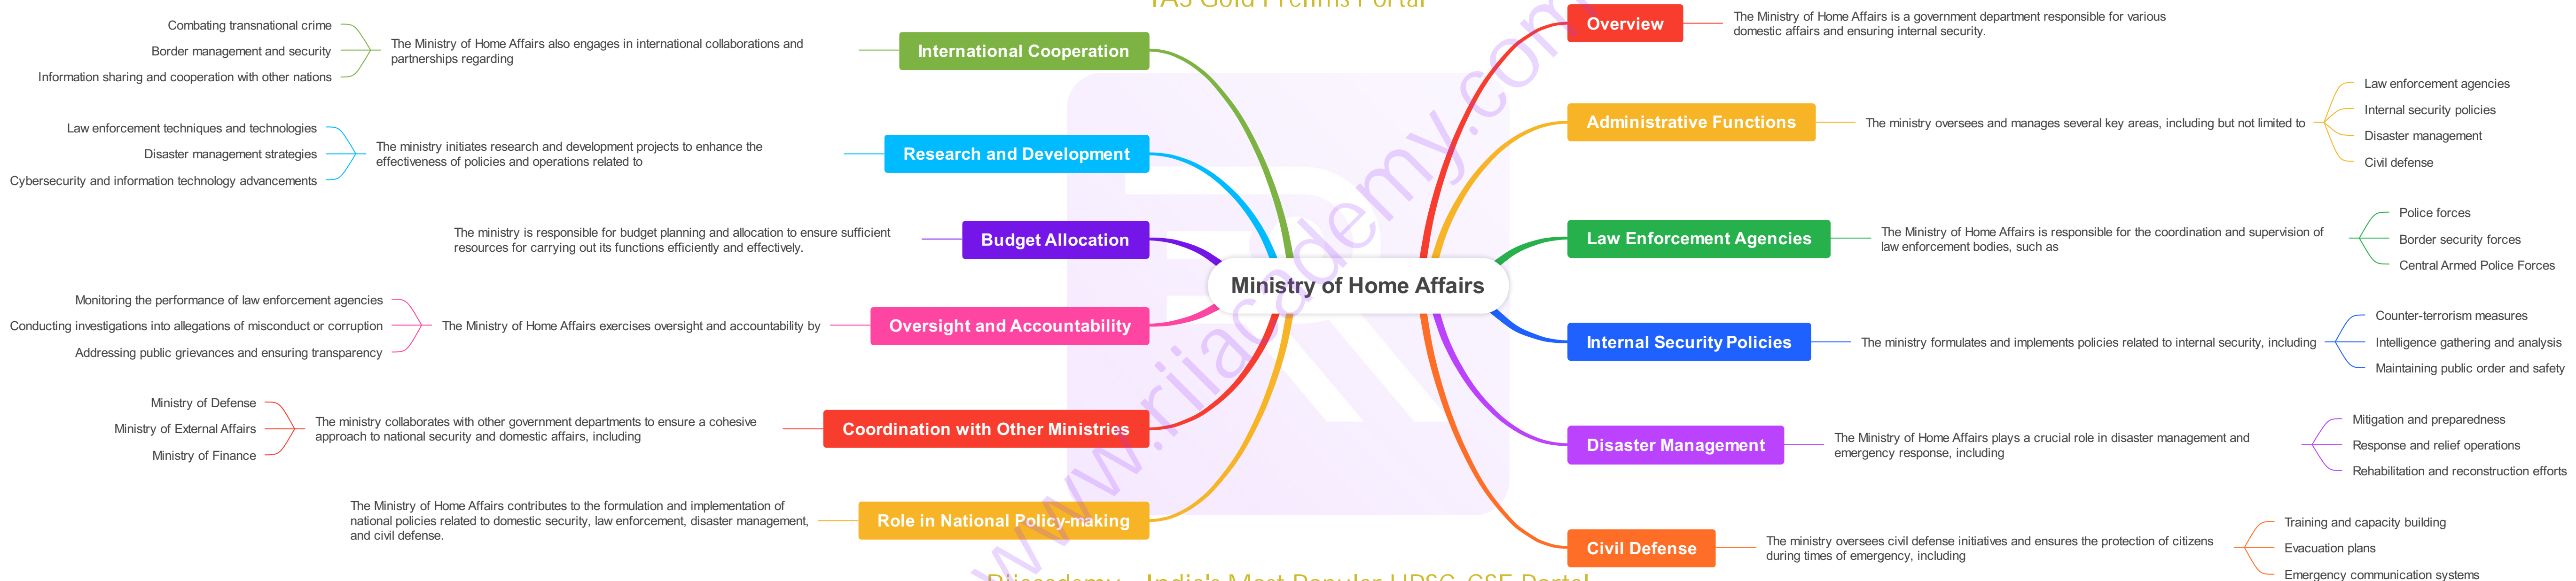 IAS Gold Prelims Portal
Ministry of Home Affairs
Overview
The Ministry of Home Affairs is a government department responsible for various
domestic affairs and ensuring internal security.
Administrative Functions
The ministry oversees and manages several key areas, including but not limited to
Law enforcement agencies
Internal security policies
Disaster management
Civil defense
Law Enforcement Agencies
The Ministry of Home Affairs is responsible for the coordination and supervision of
law enforcement bodies, such as
Police forces
Border security forces
Central Armed Police Forces
Internal Security Policies
The ministry formulates and implements policies related to internal security, including
Counter-terrorism measures
Intelligence gathering and analysis
Maintaining public order and safety
Disaster Management
The Ministry of Home Affairs plays a crucial role in disaster management and
emergency response, including
Mitigation and preparedness
Response and relief operations
Rehabilitation and reconstruction efforts
Civil Defense
The ministry oversees civil defense initiatives and ensures the protection of citizens
during times of emergency, including
Training and capacity building
Evacuation plans
Emergency communication systems
International Cooperation
The Ministry of Home Affairs also engages in international collaborations and
partnerships regarding
Combating transnational crime
Border management and security
Information sharing and cooperation with other nations
Research and Development
The ministry initiates research and development projects to enhance the
effectiveness of policies and operations related to
Law enforcement techniques and technologies
Disaster management strategies
Cybersecurity and information technology advancements
Budget Allocation
The ministry is responsible for budget planning and allocation to ensure sufficient
resources for carrying out its functions efficiently and effectively.
Oversight and Accountability
The Ministry of Home Affairs exercises oversight and accountability by
Monitoring the performance of law enforcement agencies
Conducting investigations into allegations of misconduct or corruption
Addressing public grievances and ensuring transparency
Coordination with Other Ministries
The ministry collaborates with other government departments to ensure a cohesive
approach to national security and domestic affairs, including
Ministry of Defense
Ministry of External Affairs
Ministry of Finance
Role in National Policy-making
The Ministry of Home Affairs contributes to the formulation and implementation of
national policies related to domestic security, law enforcement, disaster management,
and civil defense.
www.riiacademy.com
Riiacademy - India's Most Popular UPSC-CSE Portal